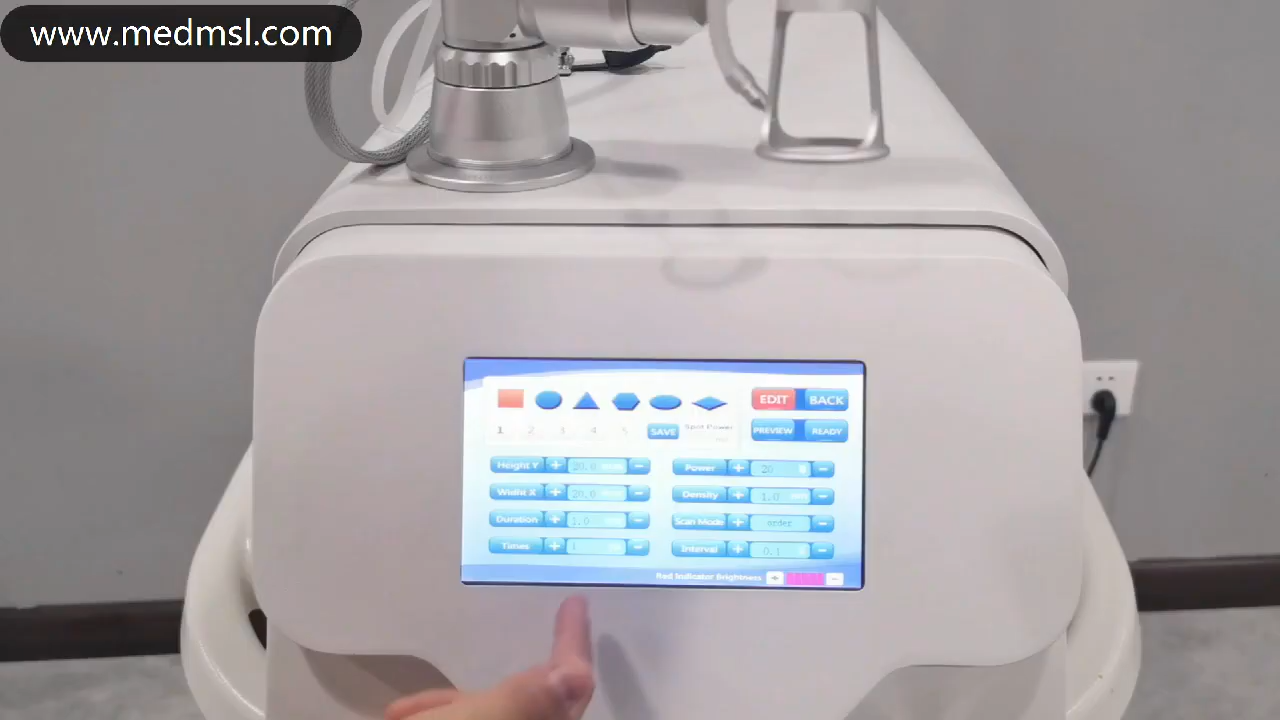 www.medmsl.com
EDIT BACK
1 2 3 4 5 SAVE Spot Power
PREVIEW READY
Height Y + 20.0 − Power + 20 −
Widht X + 20.0 − Density + 1.0 −
Duration + 1.0 − Scan Mode + order −
Times + 1 − Interval + 0.1 −
Red Indicator Brightness + −